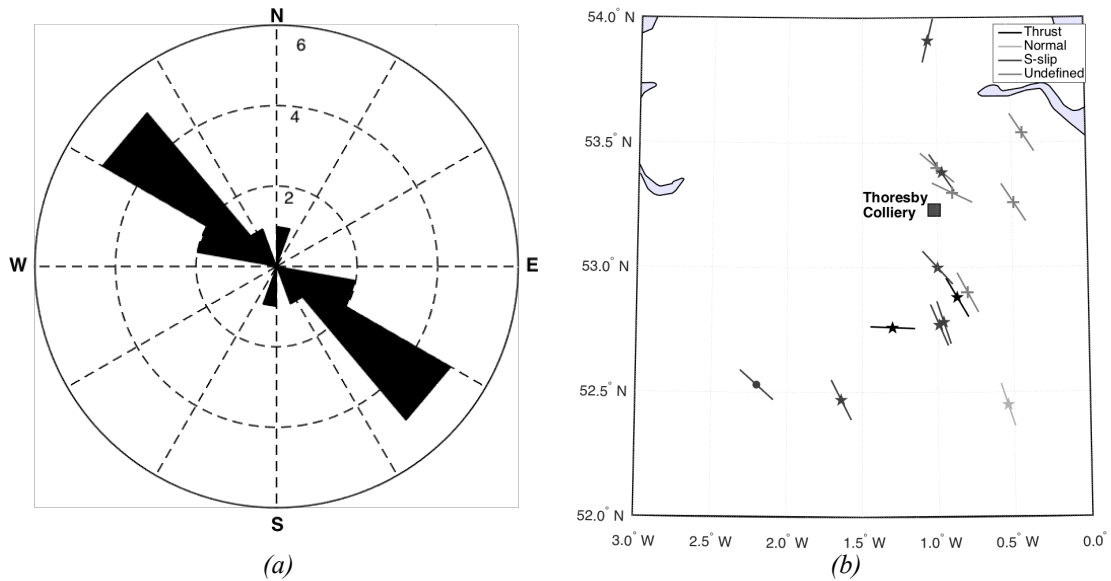 N
6
4
2
W
E
S
(a)
54.0° N
53.5° N
53.0° N
52.5° N
52.0° N
Thrust
Normal
S-slip
Undefined
Thoresby
Colliery
3.0° W
2.5° W
2.0° W
1.5° W
1.0° W
0.5° W
0.0°
(b)